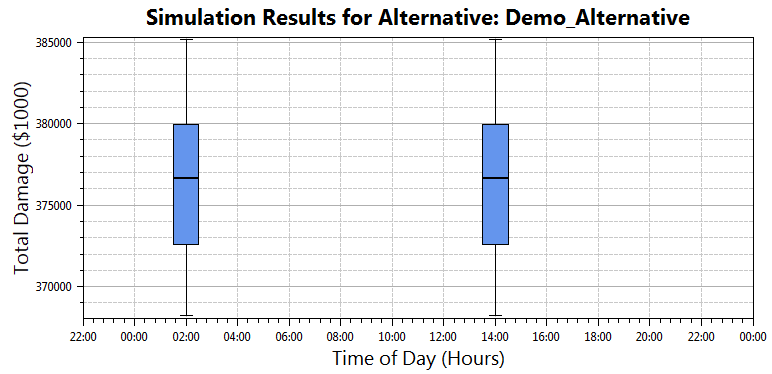 Simulation Results for Alternative: Demo_Alternative
Total Damage ($1000)
385000
380000
375000
370000
22:00 00:00 02:00 04:00 06:00 08:00 10:00 12:00 14:00 16:00 18:00 20:00 22:00 00:00
Time of Day (Hours)